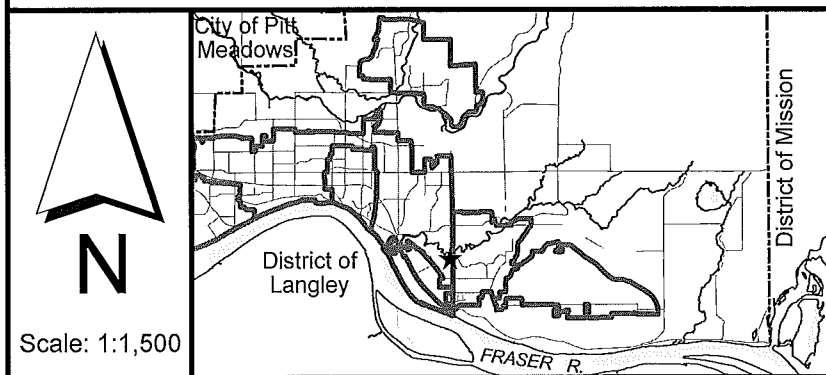 City of Pitt
Meadows
District of Mission
District of
Langley
FRASER R.
N
Scale: 1:1,500